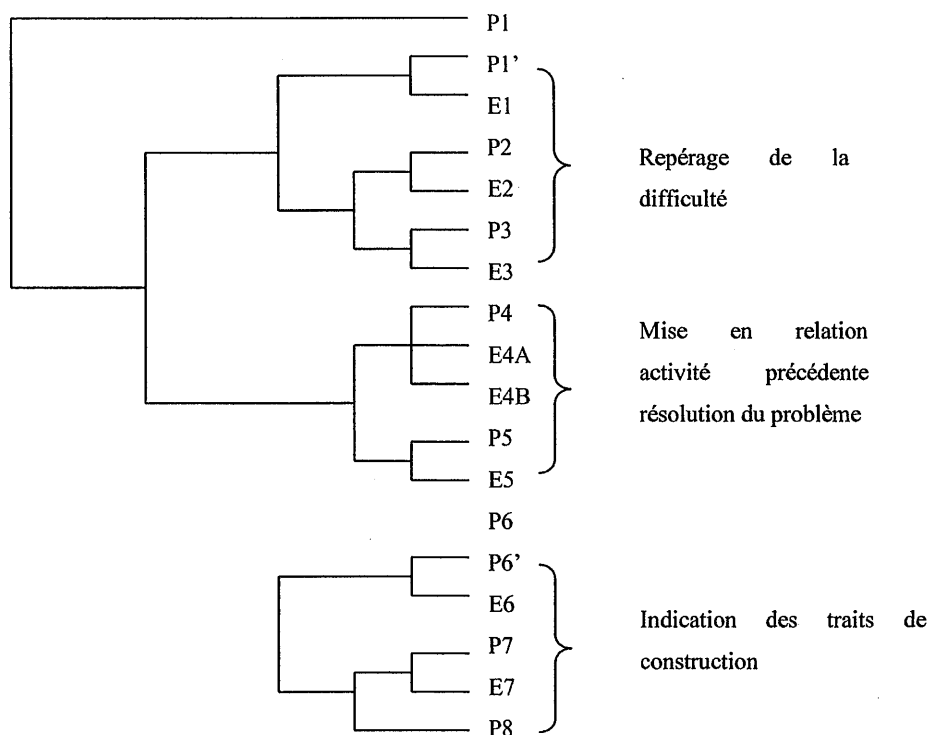 P1
P1’
E1
P2
E2
P3
E3
Repérage de la
difficulté
P4
E4A
E4B
P5
E5
Mise en relation
activité précédente
résolution du problème
P6
P6’
E6
P7
E7
P8
Indication des traits de
construction